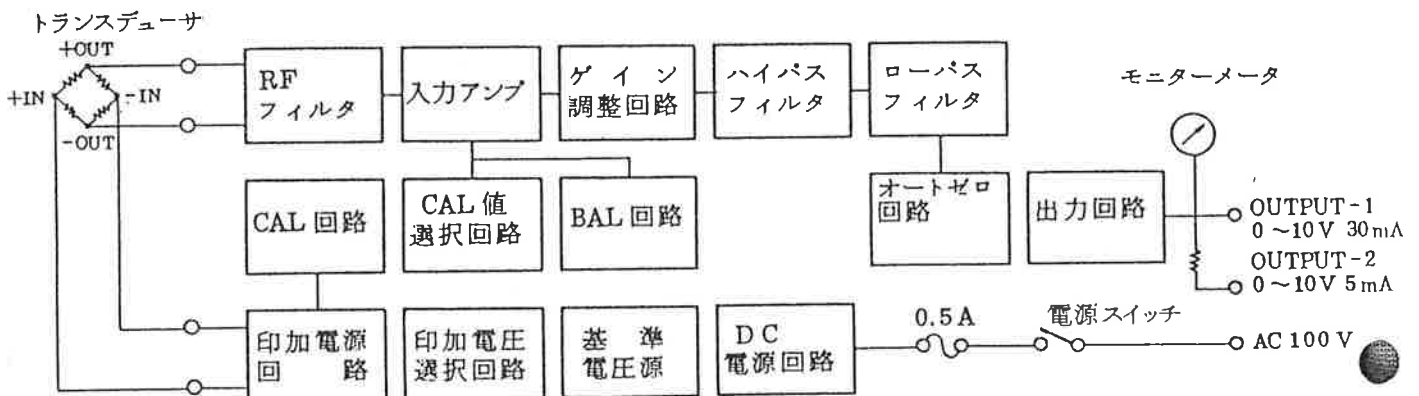 トランスデューサ
+OUT
+IN
-IN
-OUT
RF
フィルタ
入力アンプ
ゲイン
調整回路
ハイパス
フィルタ
ローパス
フィルタ
モニターメータ
CAL 回路
CAL 値
選択回路
BAL 回路
オートゼロ
回路
出力回路
OUTPUT-1
0～10V 30mA
OUTPUT-2
0～10V 5mA
印加電源
回路
印加電圧
選択回路
基準
電圧源
DC
電源回路
0.5A
電源スイッチ
AC 100 V